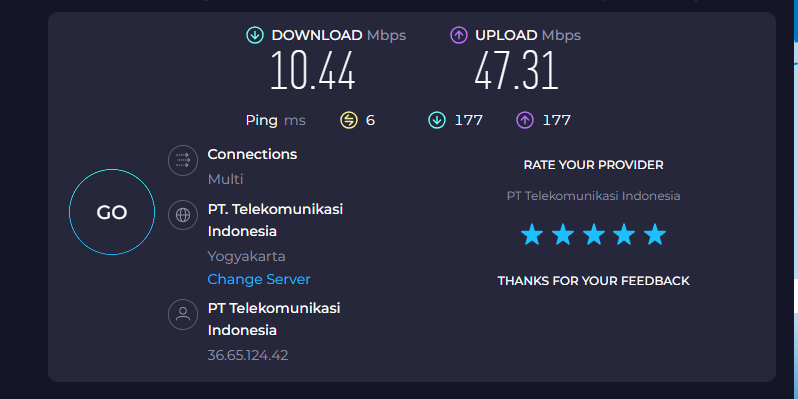 DOWNLOAD Mbps
10.44
UPLOAD Mbps
47.31
Ping ms 6 177 177
GO
Connections
Multi
PT. Telekomunikasi
Indonesia
Yogyakarta
Change Server
PT Telekomunikasi
Indonesia
36.65.124.42
RATE YOUR PROVIDER
PT Telekomunikasi Indonesia
THANKS FOR YOUR FEEDBACK